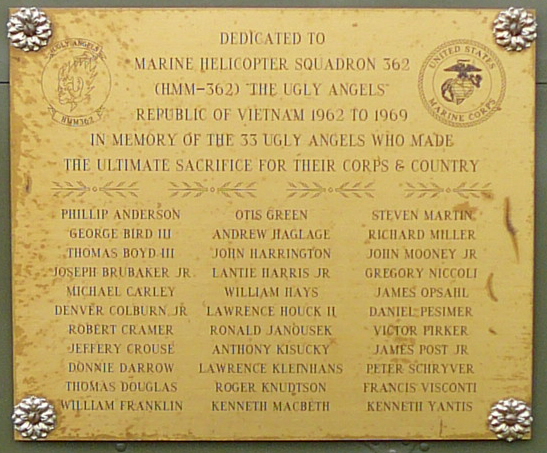 DEDICATED TO
MARINE HELICOPTER SQUADRON 362
(HMM-362) "THE UGLY ANGELS"
REPUBLIC OF VIETNAM 1962 TO 1969
IN MEMORY OF THE 33 UGLY ANGELS WHO MADE
THE ULTIMATE SACRIFICE FOR THEIR CORPS & COUNTRY
UGLY ANGELS
HMM362
UNITED STATES
MARINE CORPS
PHILLIP ANDERSON
GEORGE BIRD III
THOMAS BOYD III
JOSEPH BRUBAKER JR
MICHAEL CARLEY
DENVER COLBURN JR
ROBERT CRAMER
JEFFERY CROUSE
DONNIE DARROW
THOMAS DOUGLAS
WILLIAM FRANKLIN
OTIS GREEN
ANDREW HAGLAGE
JOHN HARRINGTON
LANTIE HARRIS JR
WILLIAM HAYS
LAWRENCE HOUCK II
RONALD JANOUSEK
ANTHONY KISUCKY
LAWRENCE KLEINHANS
ROGER KNUDTSON
KENNETH MACBETH
STEVEN MARTIN
RICHARD MILLER
JOHN MOONEY JR
GREGORY NICCOLI
JAMES OPSAHL
DANIEL PESIMER
VICTOR PIRKER
JAMES POST JR
PETER SCHRYVER
FRANCIS VISCONTI
KENNETH YANTIS